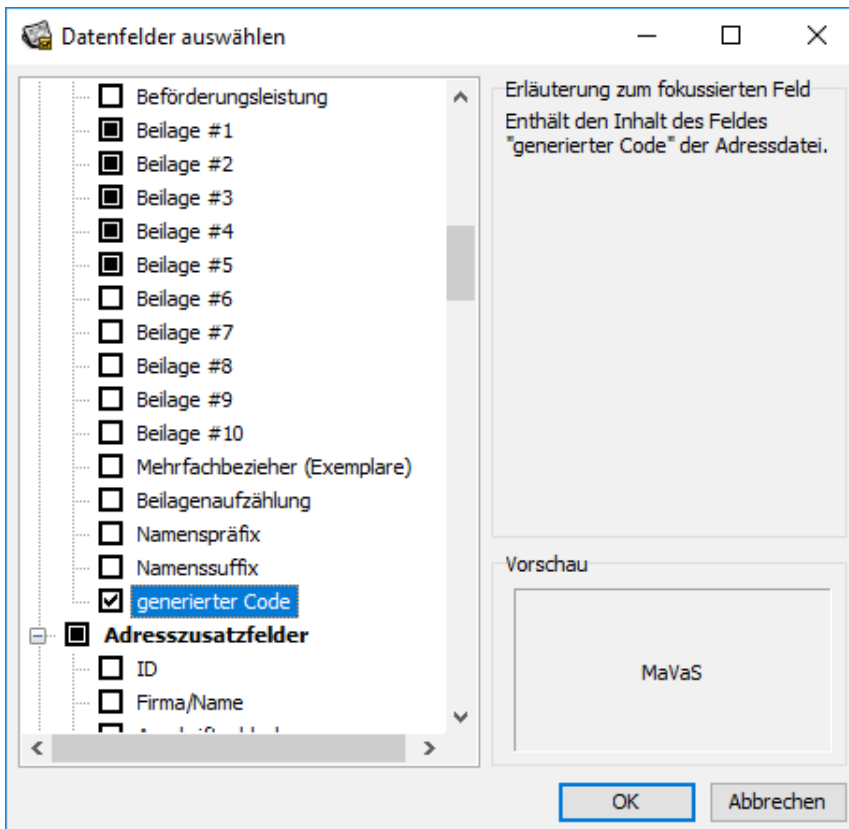 Datenfelder auswählen
Beförderungsleistung
Beilage #1
Beilage #2
Beilage #3
Beilage #4
Beilage #5
Beilage #6
Beilage #7
Beilage #8
Beilage #9
Beilage #10
Mehrfachbezieher (Exemplare)
Beilagenaufzählung
Namenspräfix
Namenssuffix
generierter Code
Adresszusatzfelder
ID
Firma/Name
Erläuterung zum fokussierten Feld
Enthält den Inhalt des Feldes
"generierter Code" der Adressdatei.
Vorschau
MaVaS
OK
Abbrechen